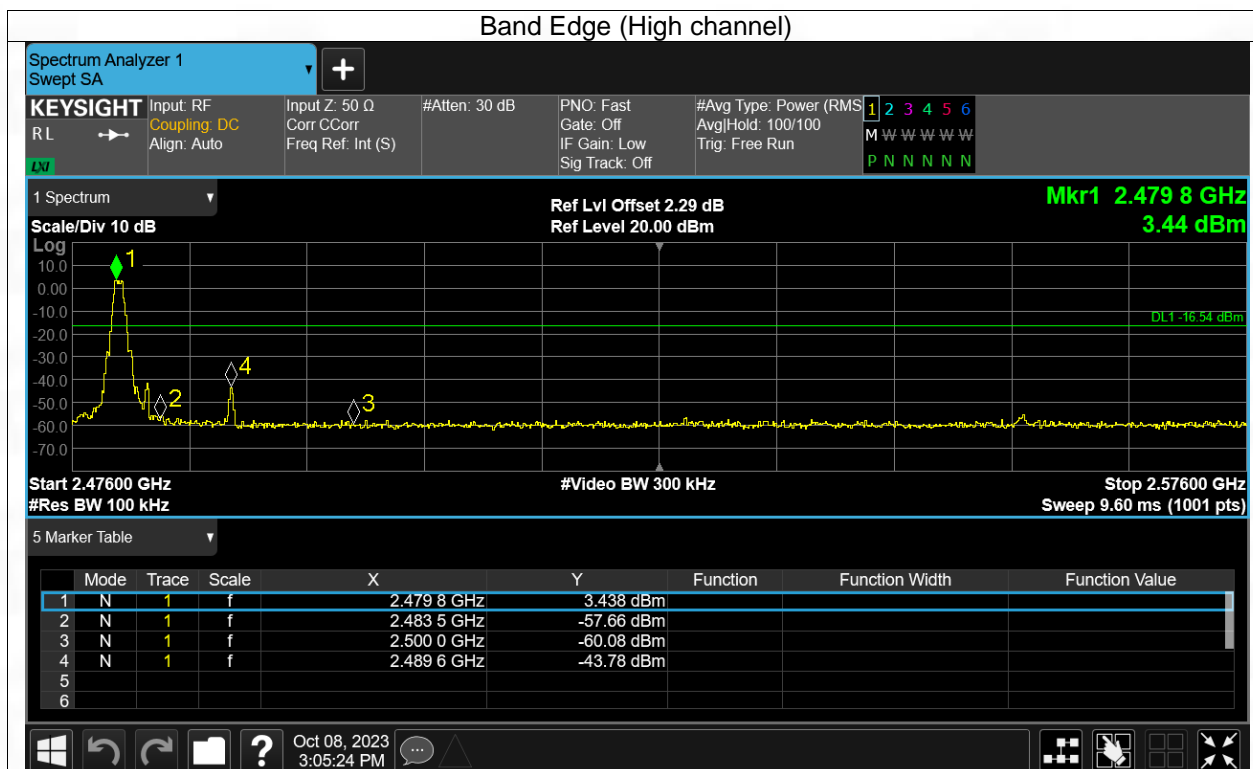 Band Edge (High channel)
Spectrum Analyzer 1
Swept SA
+
KEYSIGHT Input: RF Input Z: 50 Ω #Atten: 30 dB PNO: Fast #Avg Type: Power (RMS 1 2 3 4 5 6
R L Coupling: DC Corr CCorr Gate: Off Avg|Hold: 100/100 M W W W W W
Align: Auto Freq Ref: Int (S) IF Gain: Low Trig: Free Run
LXI Sig Track: Off P N N N N N
1 Spectrum Ref Lvl Offset 2.29 dB Mkr1 2.479 8 GHz
Scale/Div 10 dB Ref Level 20.00 dBm 3.44 dBm
Log
10.0 1
0.00
-10.0 DL1 -16.54 dBm
-20.0
-30.0
-40.0 4
-50.0 2 3
-60.0
-70.0
Start 2.47600 GHz #Video BW 300 kHz Stop 2.57600 GHz
#Res BW 100 kHz Sweep 9.60 ms (1001 pts)
5 Marker Table
Mode Trace Scale X Y Function Function Width Function Value
1 N 1 f 2.479 8 GHz 3.438 dBm
2 N 1 f 2.483 5 GHz -57.66 dBm
3 N 1 f 2.500 0 GHz -60.08 dBm
4 N 1 f 2.489 6 GHz -43.78 dBm
5
6
? Oct 08, 2023
3:05:24 PM